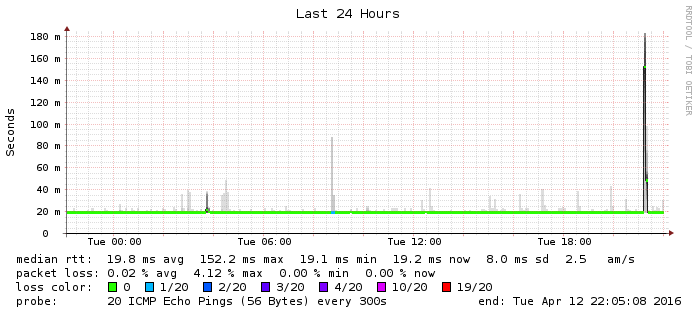 Last 24 Hours
RRDTOOL / TOBI OETIKER
Seconds
180 m
160 m
140 m
120 m
100 m
80 m
60 m
40 m
20 m
0
Tue 00:00 Tue 06:00 Tue 12:00 Tue 18:00
median rtt: 19.8 ms avg 152.2 ms max 19.1 ms min 19.2 ms now 8.0 ms sd 2.5 am/s
packet loss: 0.02 % avg 4.12 % max 0.00 % min 0.00 % now
loss color: 0 1/20 2/20 3/20 4/20 10/20 19/20
probe: 20 ICMP Echo Pings (56 Bytes) every 300s end: Tue Apr 12 22:05:08 2016